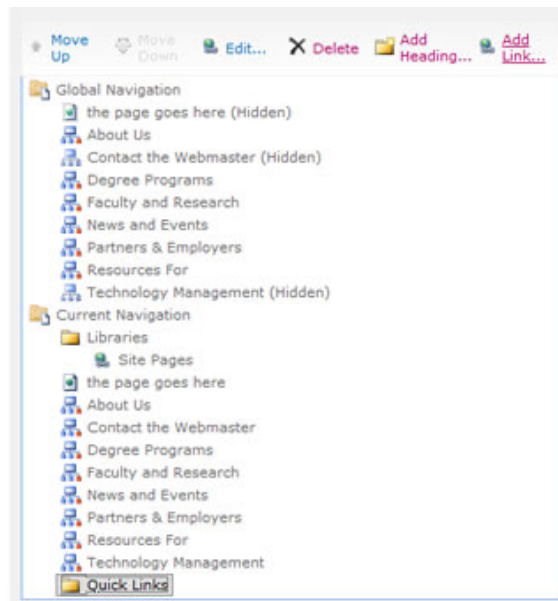 Move Up Move Down Edit... Delete Add Heading... Add Link...
Global Navigation
the page goes here (Hidden)
About Us
Contact the Webmaster (Hidden)
Degree Programs
Faculty and Research
News and Events
Partners & Employers
Resources For
Technology Management (Hidden)
Current Navigation
Libraries
Site Pages
the page goes here
About Us
Contact the Webmaster
Degree Programs
Faculty and Research
News and Events
Partners & Employers
Resources For
Technology Management
Quick Links